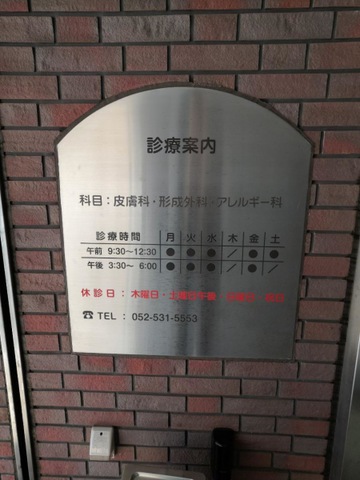 診療案内
科目：皮膚科・形成外科・アレルギー科
診療時間 月 火 水 木 金 土
午前 9:30〜12:30 ● ● ● ／ ● ●
午後 3:30〜 6:00 ● ● ● ／ ● ／
休診日：木曜日・土曜日午後・日曜日・祝日
☎ TEL：052-531-5553